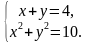 x+y=4,
x²+y²=10.